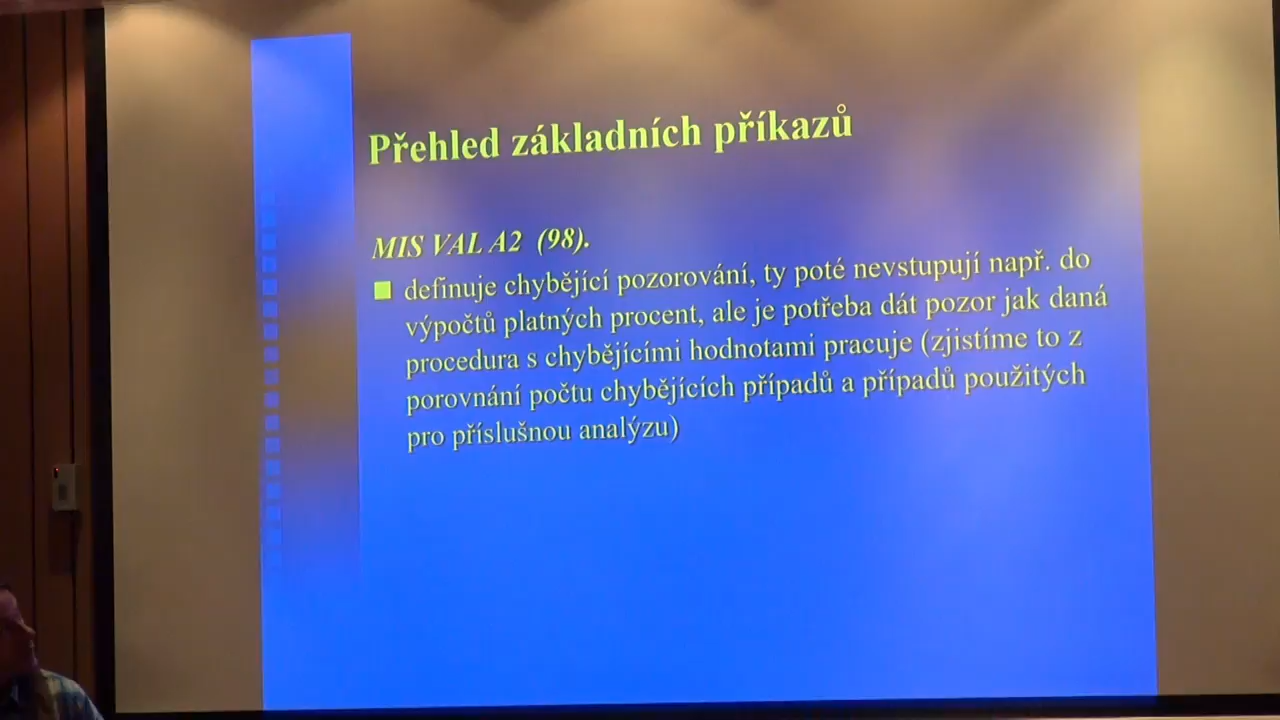 Přehled základních příkazů
MIS VAL A2 (98).
definuje chybějící pozorování, ty poté nevstupují např. do
výpočtů platných procent, ale je potřeba dát pozor jak daná
procedura s chybějícími hodnotami pracuje (zjistíme to z
porovnání počtu chybějících případů a případů použitých
pro příslušnou analýzu)